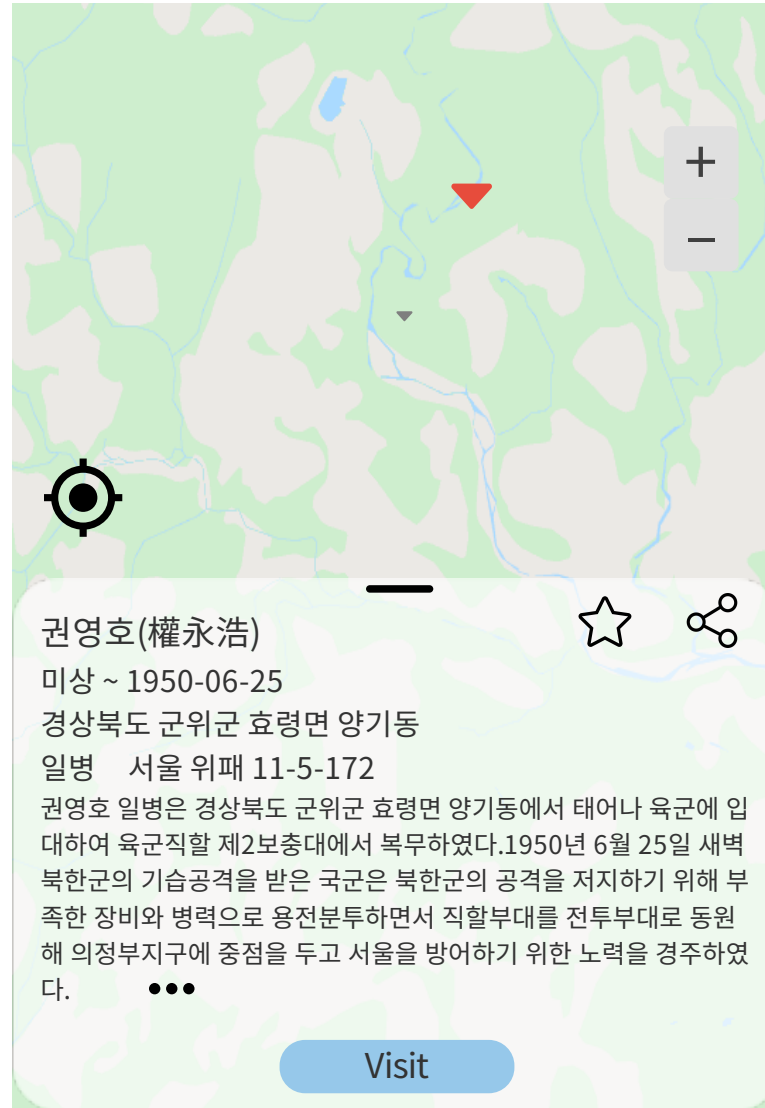 +
−
권영호(權永浩)
미상 ~ 1950-06-25
경상북도 군위군 효령면 양기동
일병 서울 위패 11-5-172
권영호 일병은 경상북도 군위군 효령면 양기동에서 태어나 육군에 입
대하여 육군직할 제2보충대에서 복무하였다.1950년 6월 25일 새벽
북한군의 기습공격을 받은 국군은 북한군의 공격을 저지하기 위해 부
족한 장비와 병력으로 용전분투하면서 직할부대를 전투부대로 동원
해 의정부지구에 중점을 두고 서울을 방어하기 위한 노력을 경주하였
다. •••
Visit